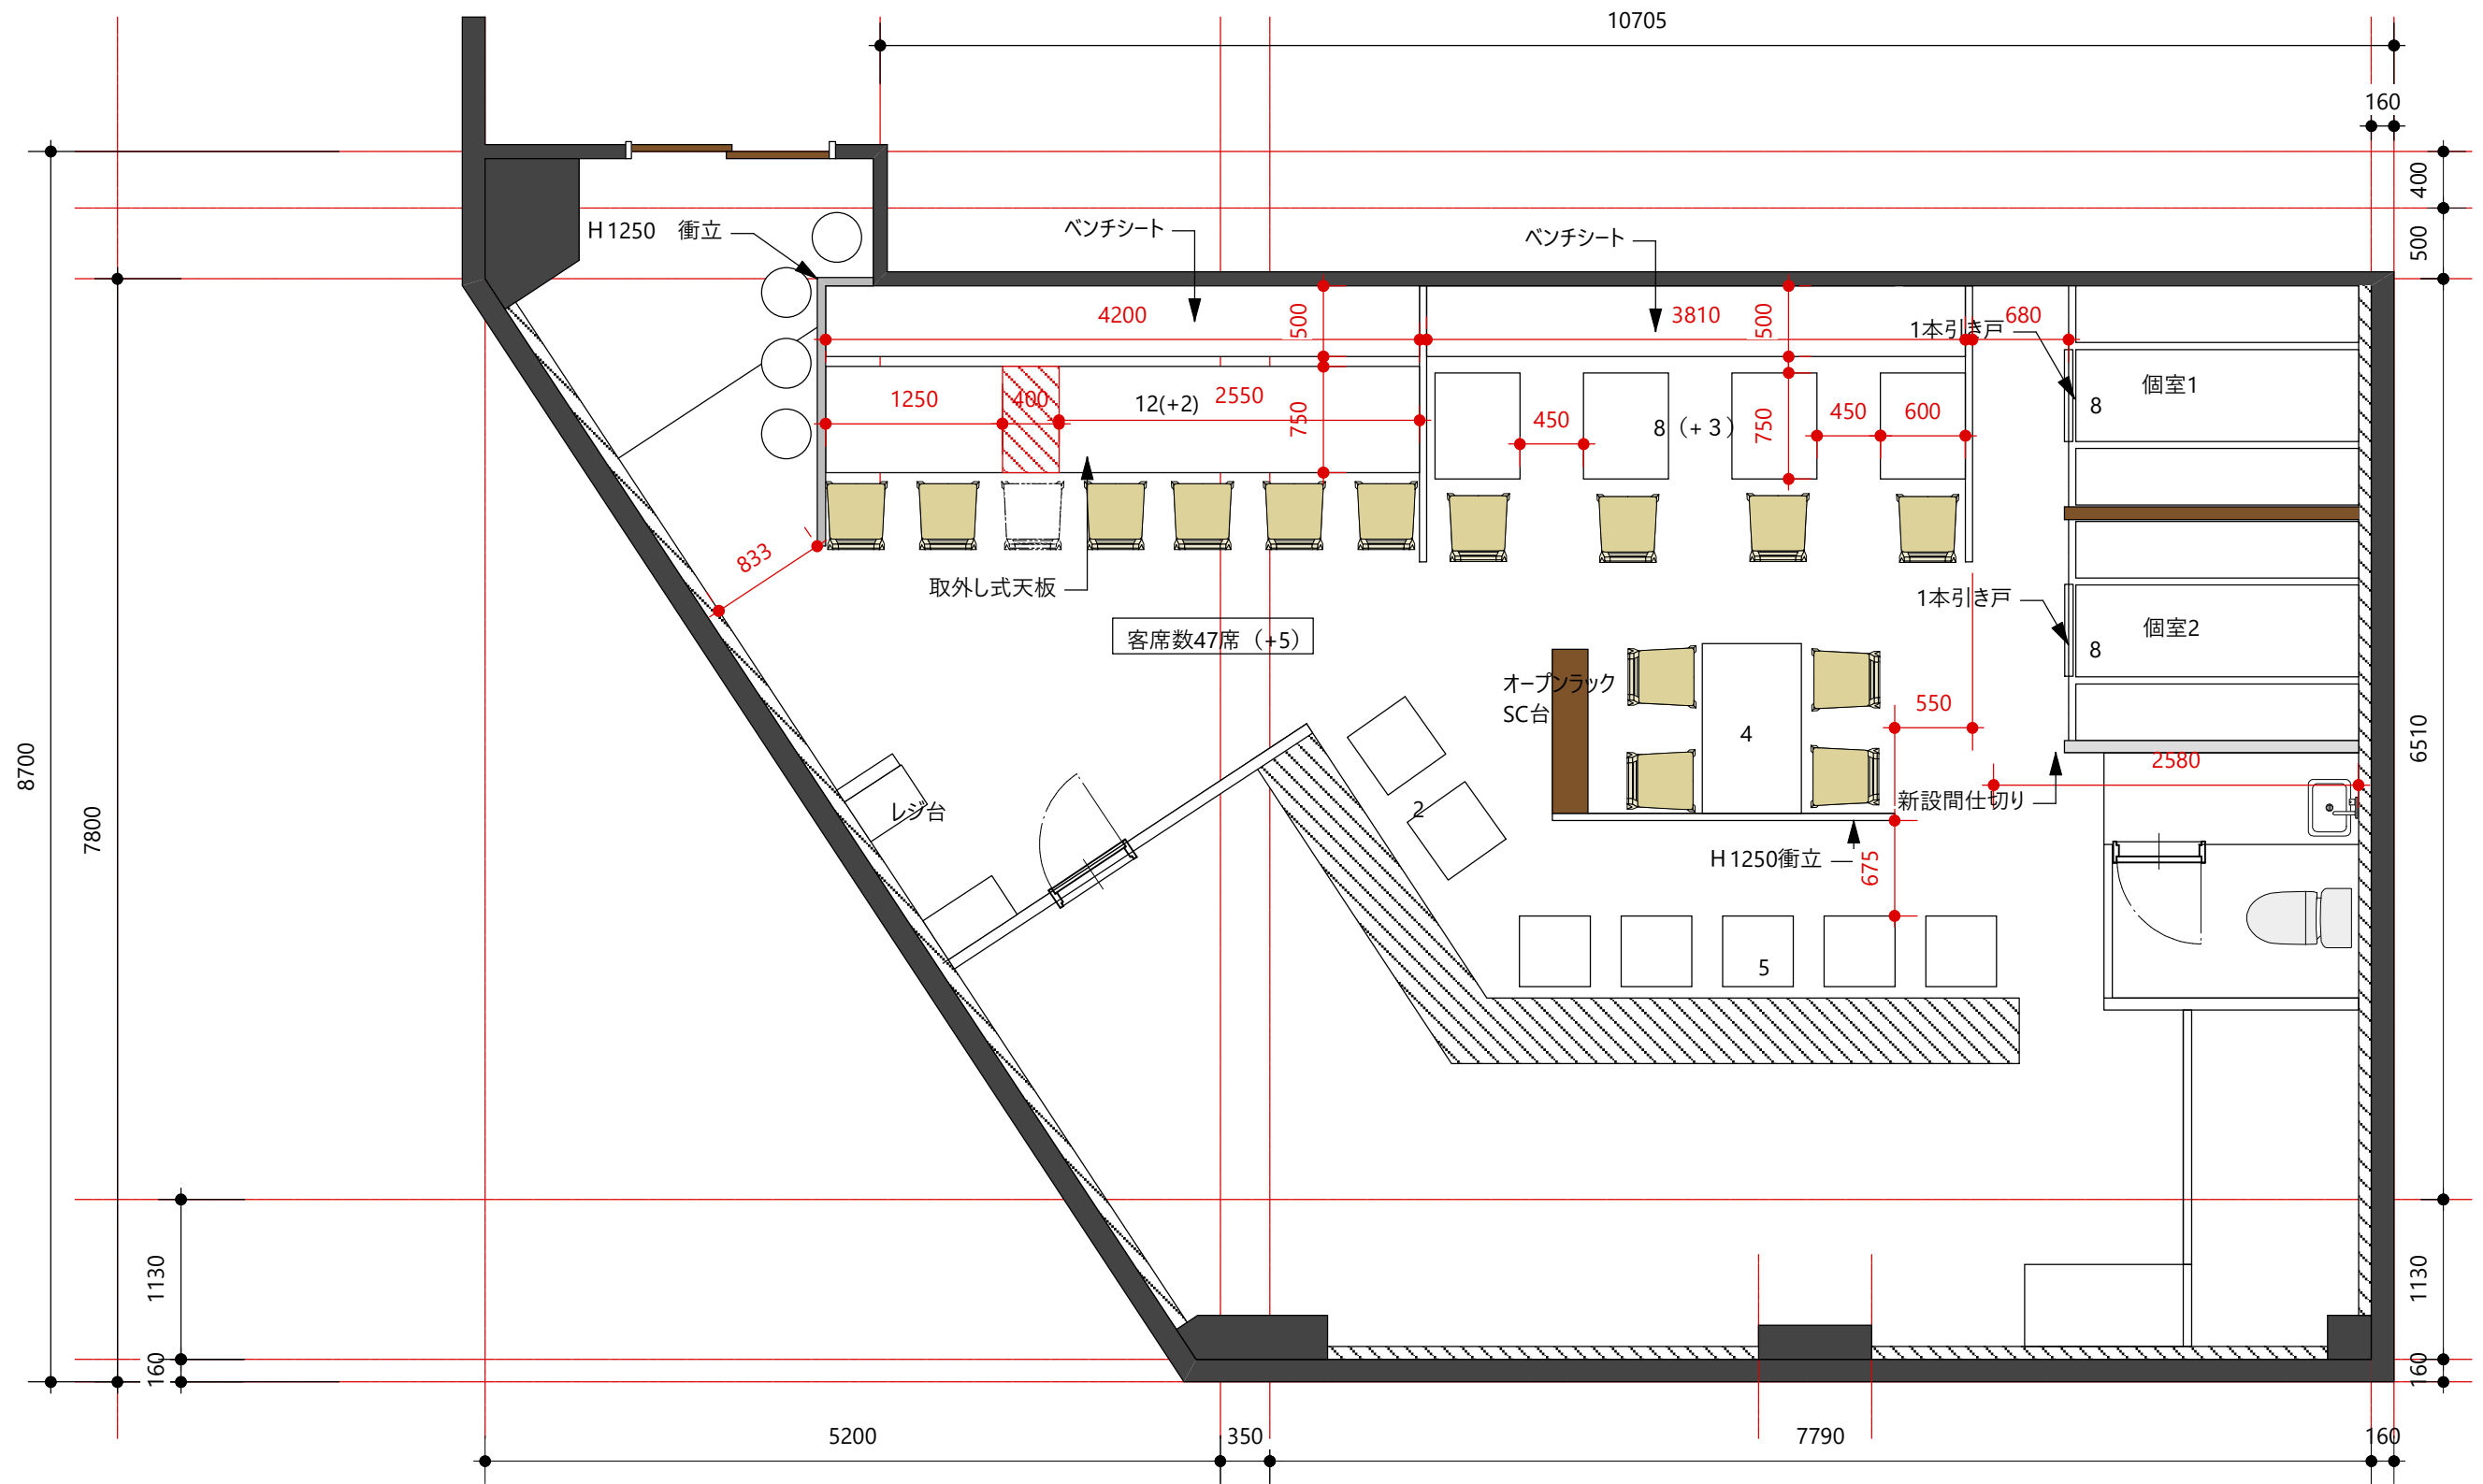 10705
160
400
500
H1250 衝立
ベンチシート
ベンチシート
4200
500
3810
500
680
1本引き戸
1250
400
12(+2)
2550
750
450
8（+３）
750
450
600
8
個室1
833
取外し式天板
1本引き戸
客席数47席（+5）
8
個室2
オープンラック
SC台
4
550
6510
2580
8700
7800
レジ台
2
新設間仕切り
H1250衝立
675
5
1130
160
1130
160
5200
350
7790
160